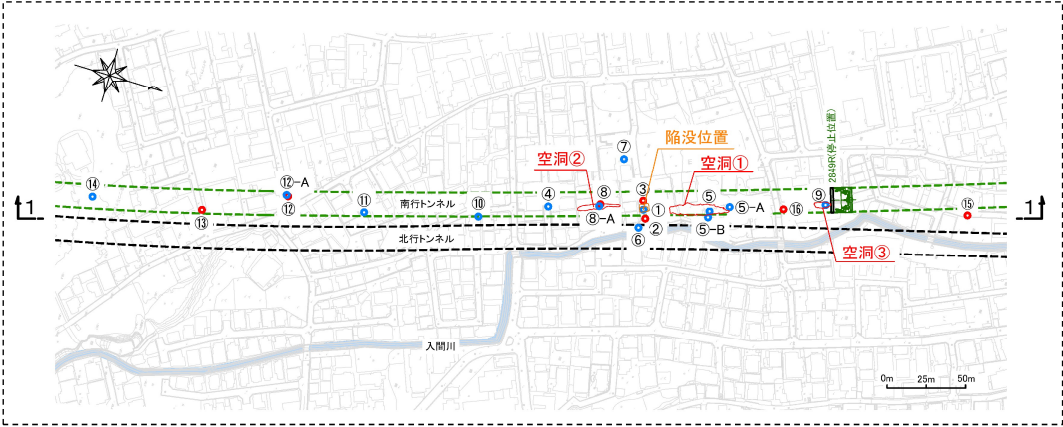 2849R(停止位置)
⑦
陥没位置
空洞②
空洞①
⑭
⑫-A
④
⑧
③
⑤
⑨
1
南行トンネル
⑫
⑪
⑩
⑧-A
①
⑤-A
⑯
⑮
1
⑬
②
⑤-B
⑥
北行トンネル
空洞③
入間川
0m 25m 50m